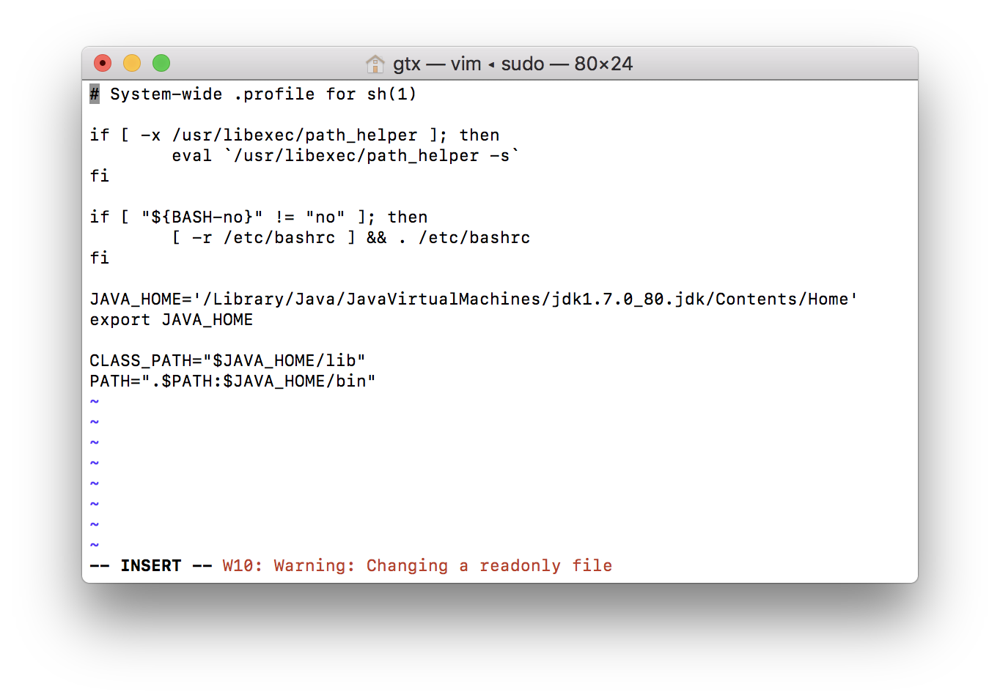 gtx — vim ◂ sudo — 80×24
# System-wide .profile for sh(1)
if [ -x /usr/libexec/path_helper ]; then
        eval `/usr/libexec/path_helper -s`
fi
if [ "${BASH-no}" != "no" ]; then
        [ -r /etc/bashrc ] && . /etc/bashrc
fi
JAVA_HOME='/Library/Java/JavaVirtualMachines/jdk1.7.0_80.jdk/Contents/Home'
export JAVA_HOME
CLASS_PATH="$JAVA_HOME/lib"
PATH=".$PATH:$JAVA_HOME/bin"
~
~
~
~
~
~
~
~
-- INSERT -- W10: Warning: Changing a readonly file